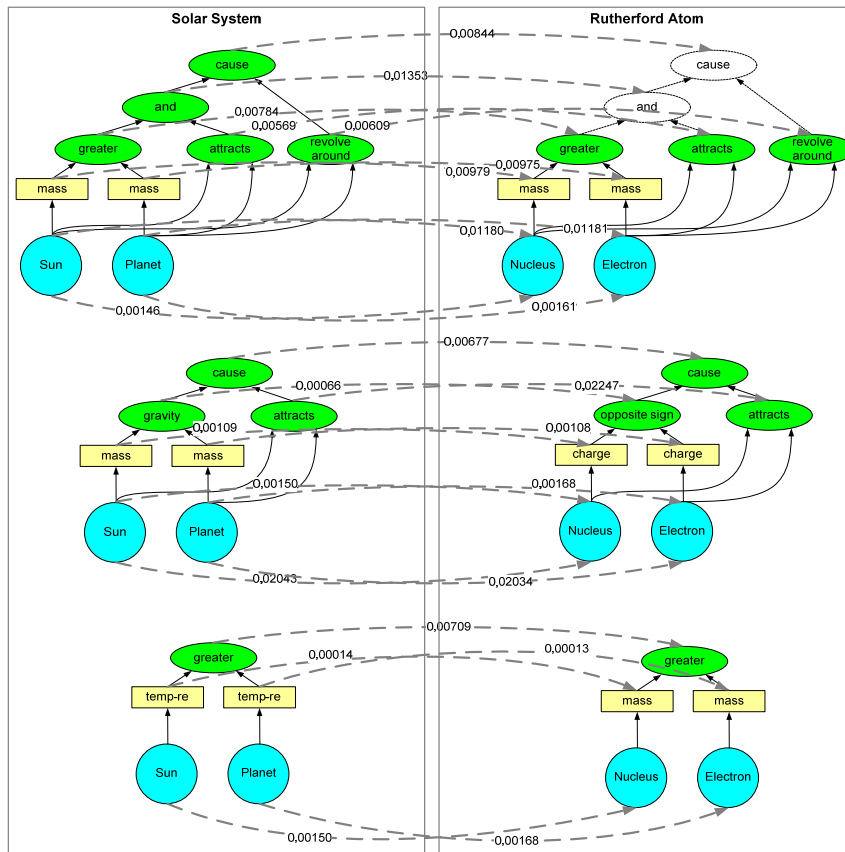 Solar System
Rutherford Atom
0,00844
cause
cause
0,01353
and
and
0,00784
0,00569
0,00609
greater
attracts
revolve
around
greater
attracts
revolve
around
0,00979
0,00975
mass
mass
mass
mass
0,01180
0,01181
Sun
Planet
Nucleus
Electron
0,00146
0,00161
0,00677
cause
cause
0,00066
0,02247
gravity
attracts
opposite sign
attracts
0,00109
0,00108
mass
mass
charge
charge
0,00150
0,00168
Sun
Planet
Nucleus
Electron
0,02043
0,02034
0,00709
greater
greater
0,00014
0,00013
temp-re
temp-re
mass
mass
Sun
Planet
Nucleus
Electron
0,00150
0,00168